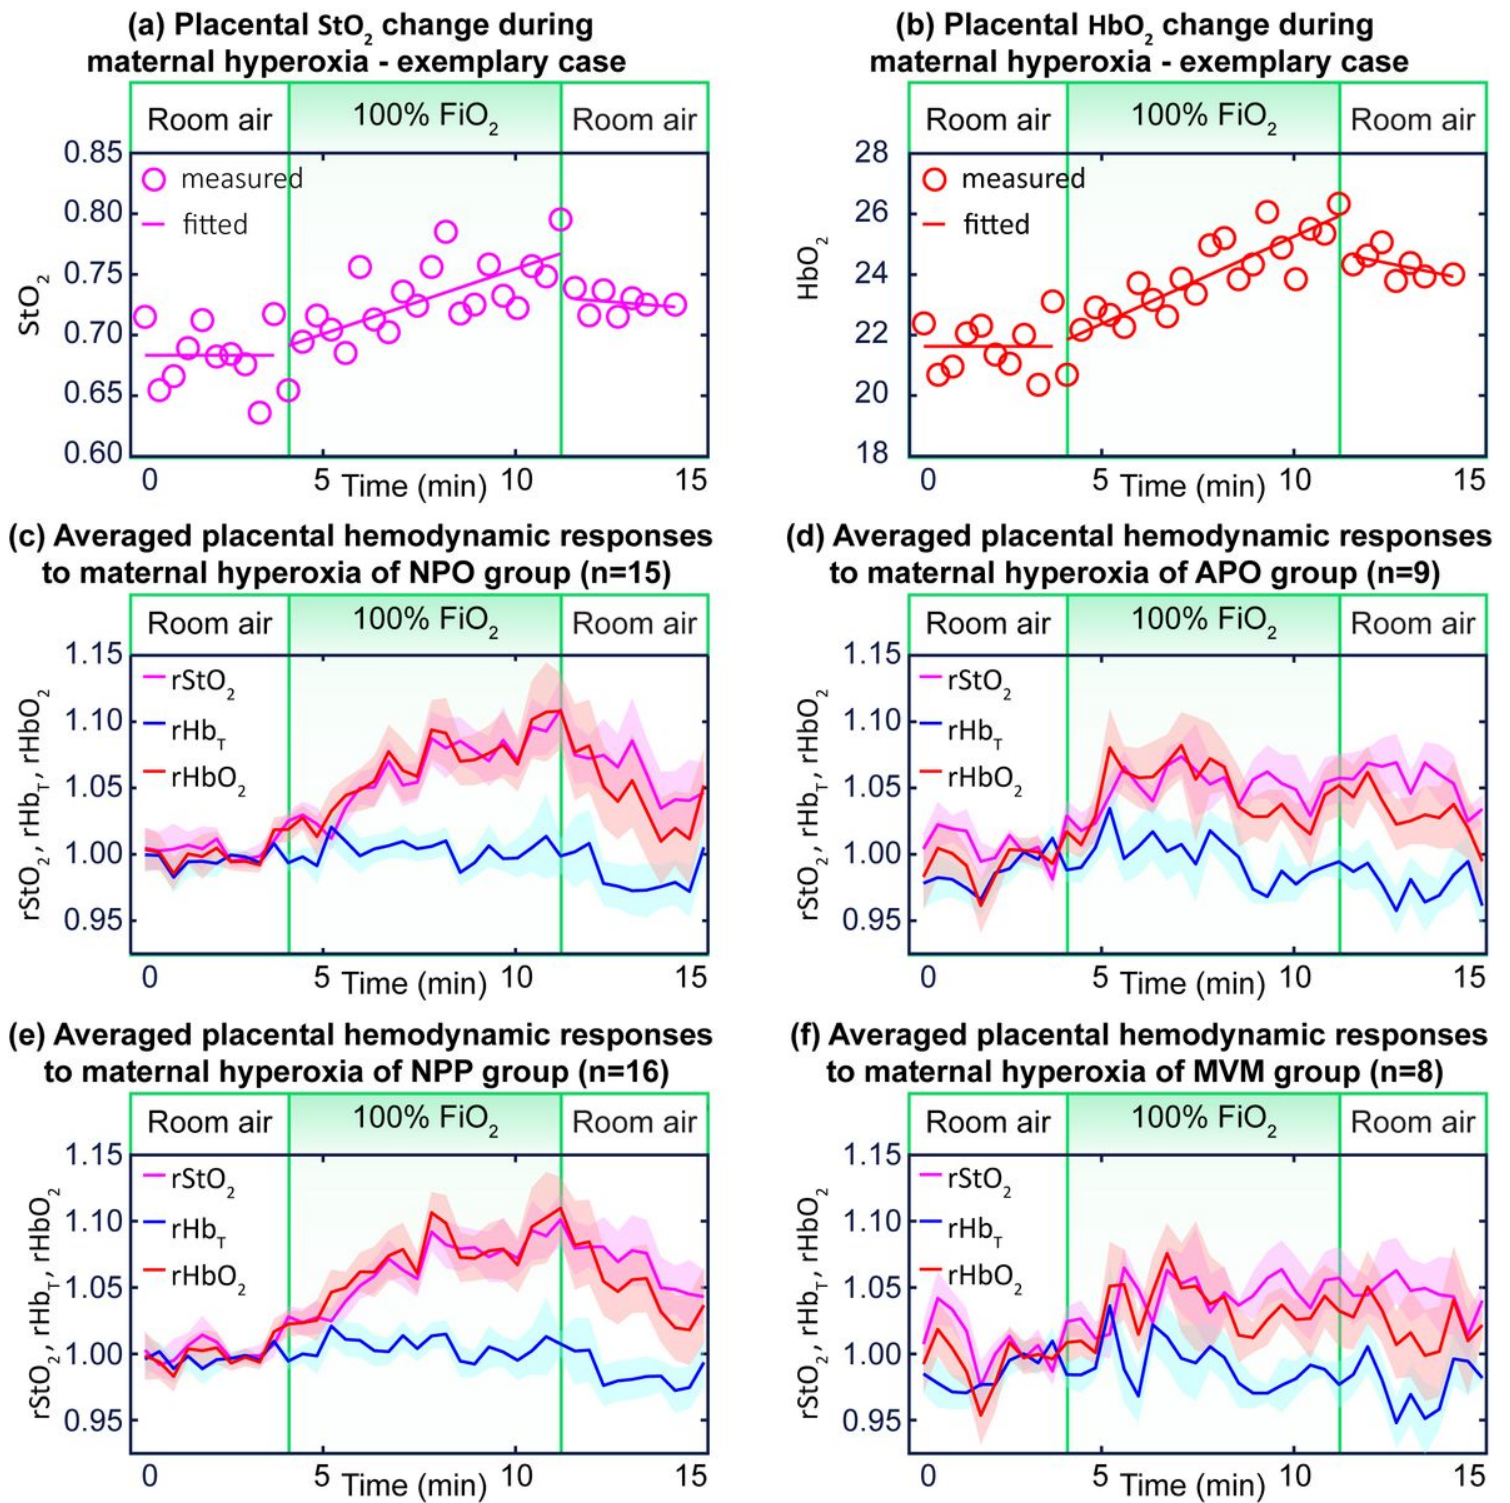 (a) Placental StO₂ change during
maternal hyperoxia - exemplary case
Room air
100% FiO₂
Room air
0.85
0.80
0.75
0.70
0.65
0.60
StO₂
measured
fitted
0
5
Time (min)
10
15
(b) Placental HbO₂ change during
maternal hyperoxia - exemplary case
Room air
100% FiO₂
Room air
28
26
24
22
20
18
HbO₂
measured
fitted
0
5
Time (min)
10
15
(c) Averaged placental hemodynamic responses
to maternal hyperoxia of NPO group (n=15)
Room air
100% FiO₂
Room air
1.15
1.10
1.05
1.00
0.95
rStO₂, rHb_T, rHbO₂
rStO₂
rHb_T
rHbO₂
0
5
Time (min)
10
15
(d) Averaged placental hemodynamic responses
to maternal hyperoxia of APO group (n=9)
Room air
100% FiO₂
Room air
1.15
1.10
1.05
1.00
0.95
rStO₂, rHb_T, rHbO₂
rStO₂
rHb_T
rHbO₂
0
5
Time (min)
10
15
(e) Averaged placental hemodynamic responses
to maternal hyperoxia of NPP group (n=16)
Room air
100% FiO₂
Room air
1.15
1.10
1.05
1.00
0.95
rStO₂, rHb_T, rHbO₂
rStO₂
rHb_T
rHbO₂
0
5
Time (min)
10
15
(f) Averaged placental hemodynamic responses
to maternal hyperoxia of MVM group (n=8)
Room air
100% FiO₂
Room air
1.15
1.10
1.05
1.00
0.95
rStO₂, rHb_T, rHbO₂
rStO₂
rHb_T
rHbO₂
0
5
Time (min)
10
15